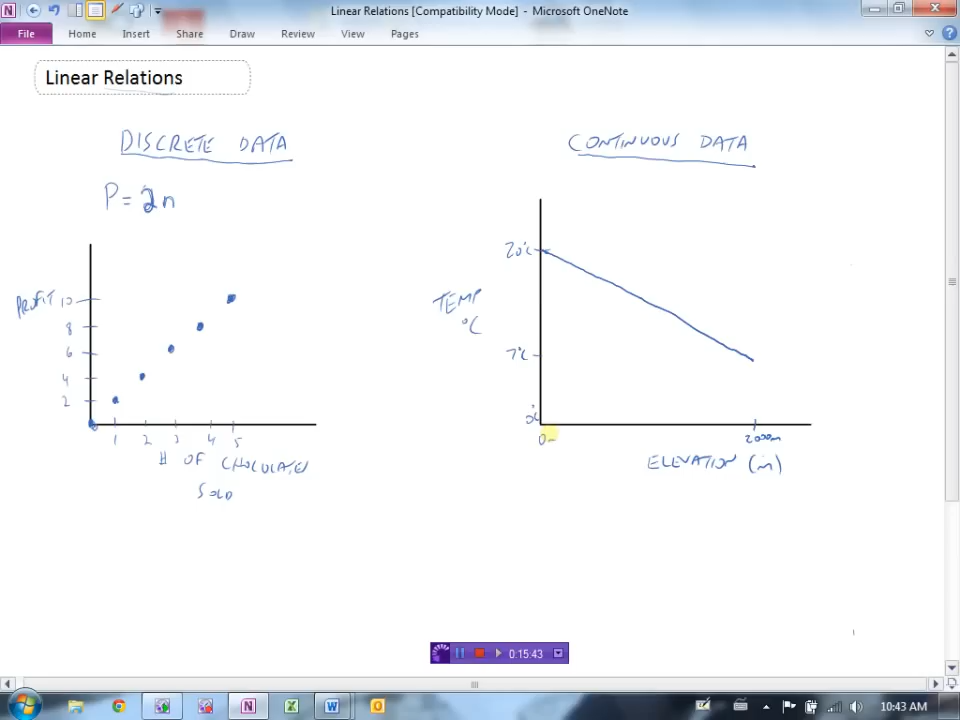 Linear Relations [Compatibility Mode] - Microsoft OneNote
File Home Insert Share Draw Review View Pages
Linear Relations
DISCRETE DATA
P = 2n
PROFIT 10
8
6
4
2
1 2 3 4 5
# OF CHOCOLATES
SOLD
CONTINUOUS DATA
20°C
TEMP
°C
7°C
0°C
0m 2000m
ELEVATION (m)
0:15:43
10:43 AM